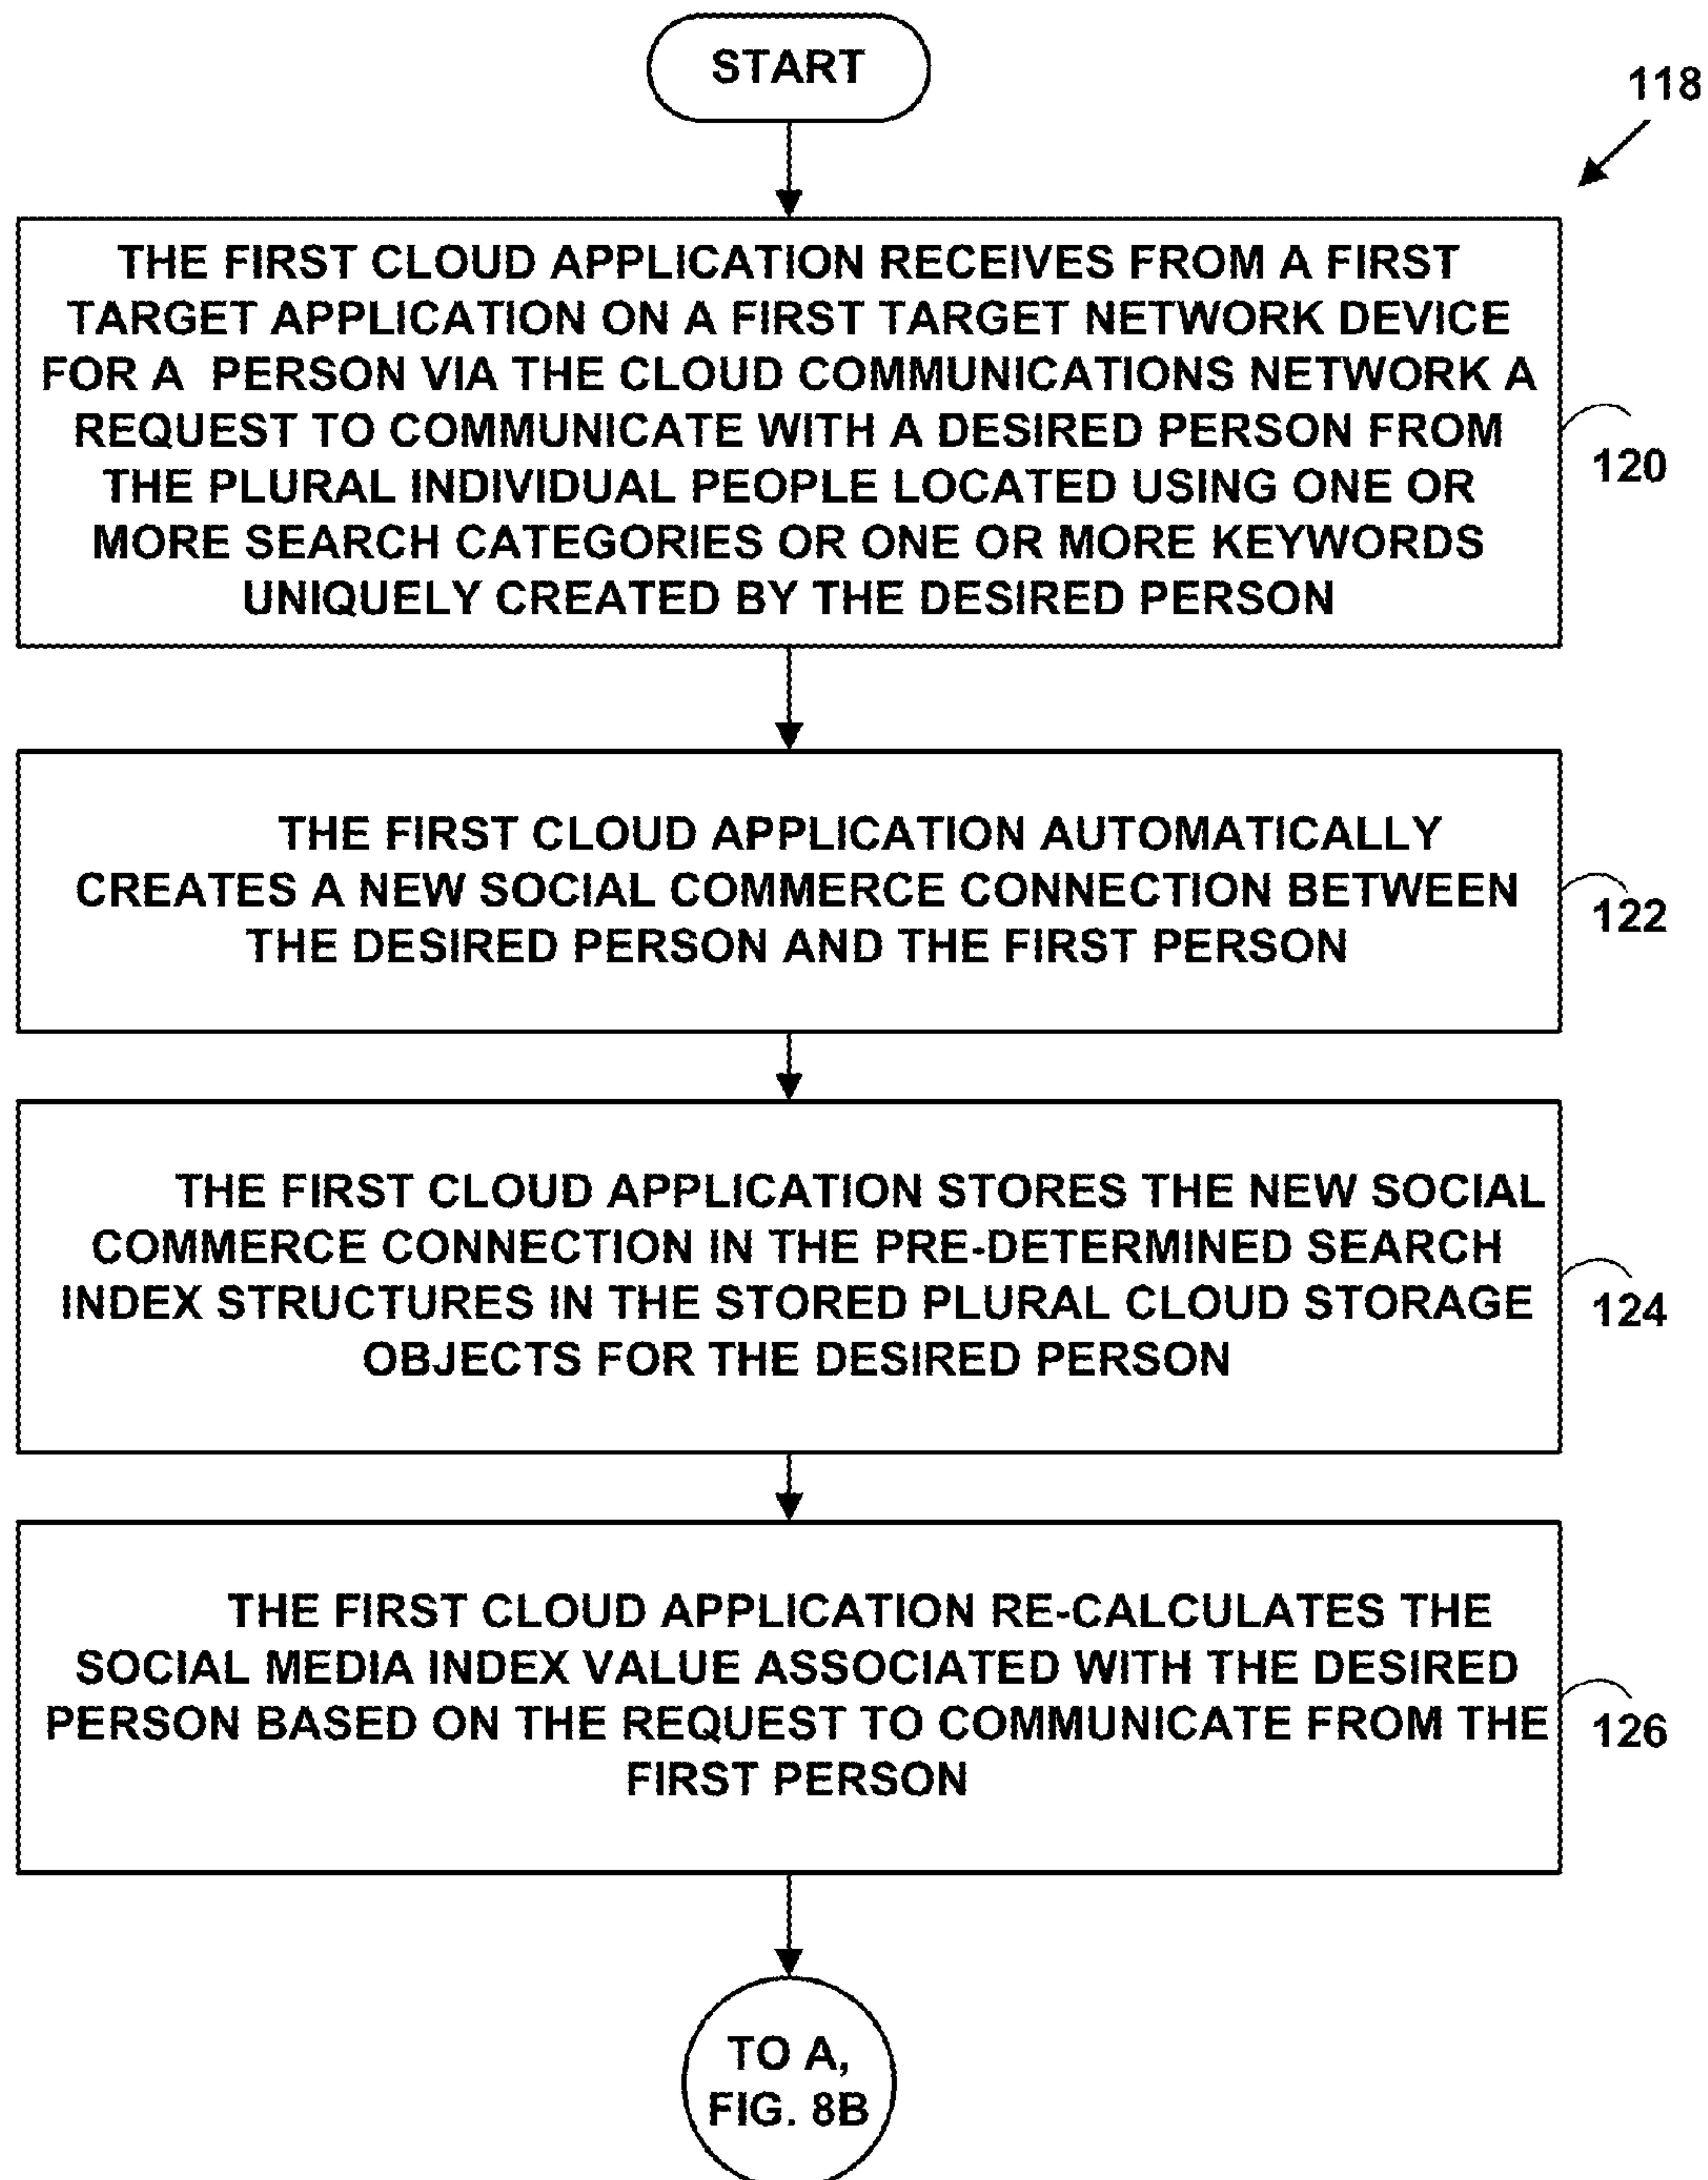 START
118
THE FIRST CLOUD APPLICATION RECEIVES FROM A FIRST
TARGET APPLICATION ON A FIRST TARGET NETWORK DEVICE
FOR A PERSON VIA THE CLOUD COMMUNICATIONS NETWORK A
REQUEST TO COMMUNICATE WITH A DESIRED PERSON FROM
THE PLURAL INDIVIDUAL PEOPLE LOCATED USING ONE OR
MORE SEARCH CATEGORIES OR ONE OR MORE KEYWORDS
UNIQUELY CREATED BY THE DESIRED PERSON
120
THE FIRST CLOUD APPLICATION AUTOMATICALLY
CREATES A NEW SOCIAL COMMERCE CONNECTION BETWEEN
THE DESIRED PERSON AND THE FIRST PERSON
122
THE FIRST CLOUD APPLICATION STORES THE NEW SOCIAL
COMMERCE CONNECTION IN THE PRE-DETERMINED SEARCH
INDEX STRUCTURES IN THE STORED PLURAL CLOUD STORAGE
OBJECTS FOR THE DESIRED PERSON
124
THE FIRST CLOUD APPLICATION RE-CALCULATES THE
SOCIAL MEDIA INDEX VALUE ASSOCIATED WITH THE DESIRED
PERSON BASED ON THE REQUEST TO COMMUNICATE FROM THE
FIRST PERSON
126
TO A,
FIG. 8B